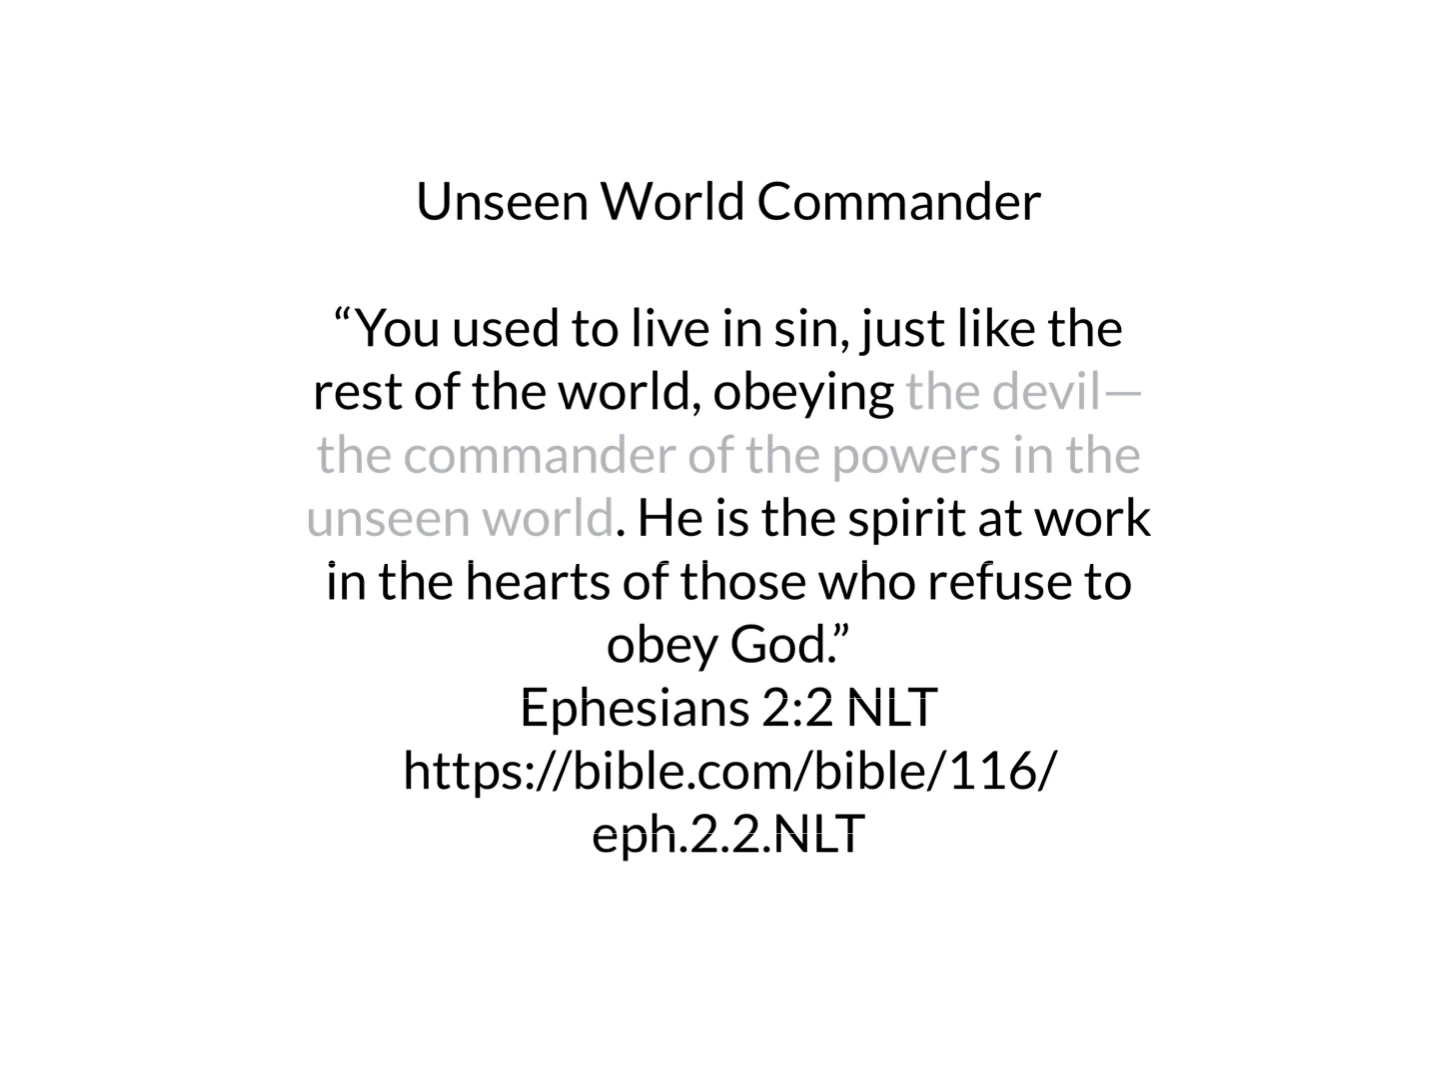 Unseen World Commander
“You used to live in sin, just like the
rest of the world, obeying the devil—
the commander of the powers in the
unseen world. He is the spirit at work
in the hearts of those who refuse to
obey God.”
Ephesians 2:2 NLT
https://bible.com/bible/116/
eph.2.2.NLT